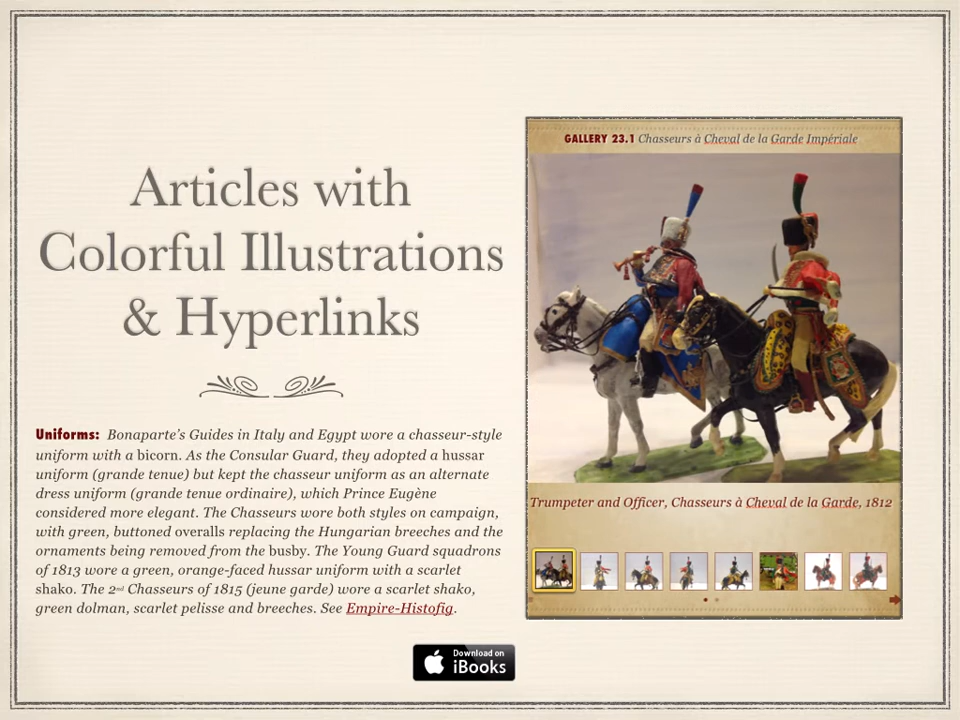 Articles with
Colorful Illustrations
& Hyperlinks
Uniforms: Bonaparte's Guides in Italy and Egypt wore a chasseur-style
uniform with a bicorn. As the Consular Guard, they adopted a hussar
uniform (grande tenue) but kept the chasseur uniform as an alternate
dress uniform (grande tenue ordinaire), which Prince Eugène
considered more elegant. The Chasseurs wore both styles on campaign,
with green, buttoned overalls replacing the Hungarian breeches and the
ornaments being removed from the busby. The Young Guard squadrons
of 1813 wore a green, orange-faced hussar uniform with a scarlet
shako. The 2nd Chasseurs of 1815 (jeune garde) wore a scarlet shako,
green dolman, scarlet pelisse and breeches. See Empire-Histofig.
GALLERY 23.1 Chasseurs à Cheval de la Garde Impériale
Trumpeter and Officer, Chasseurs à Cheval de la Garde, 1812
Download on
iBooks